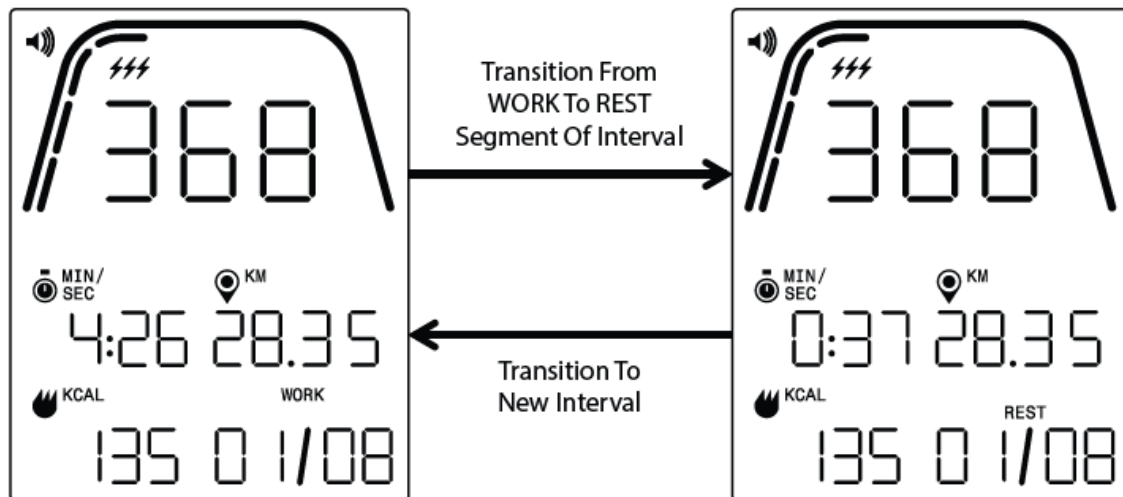 368
MIN/
SEC
KM
4:26 28.35
KCAL
WORK
135 01/08
Transition From
WORK To REST
Segment Of Interval
Transition To
New Interval
368
MIN/
SEC
KM
0:37 28.35
KCAL
REST
135 01/08